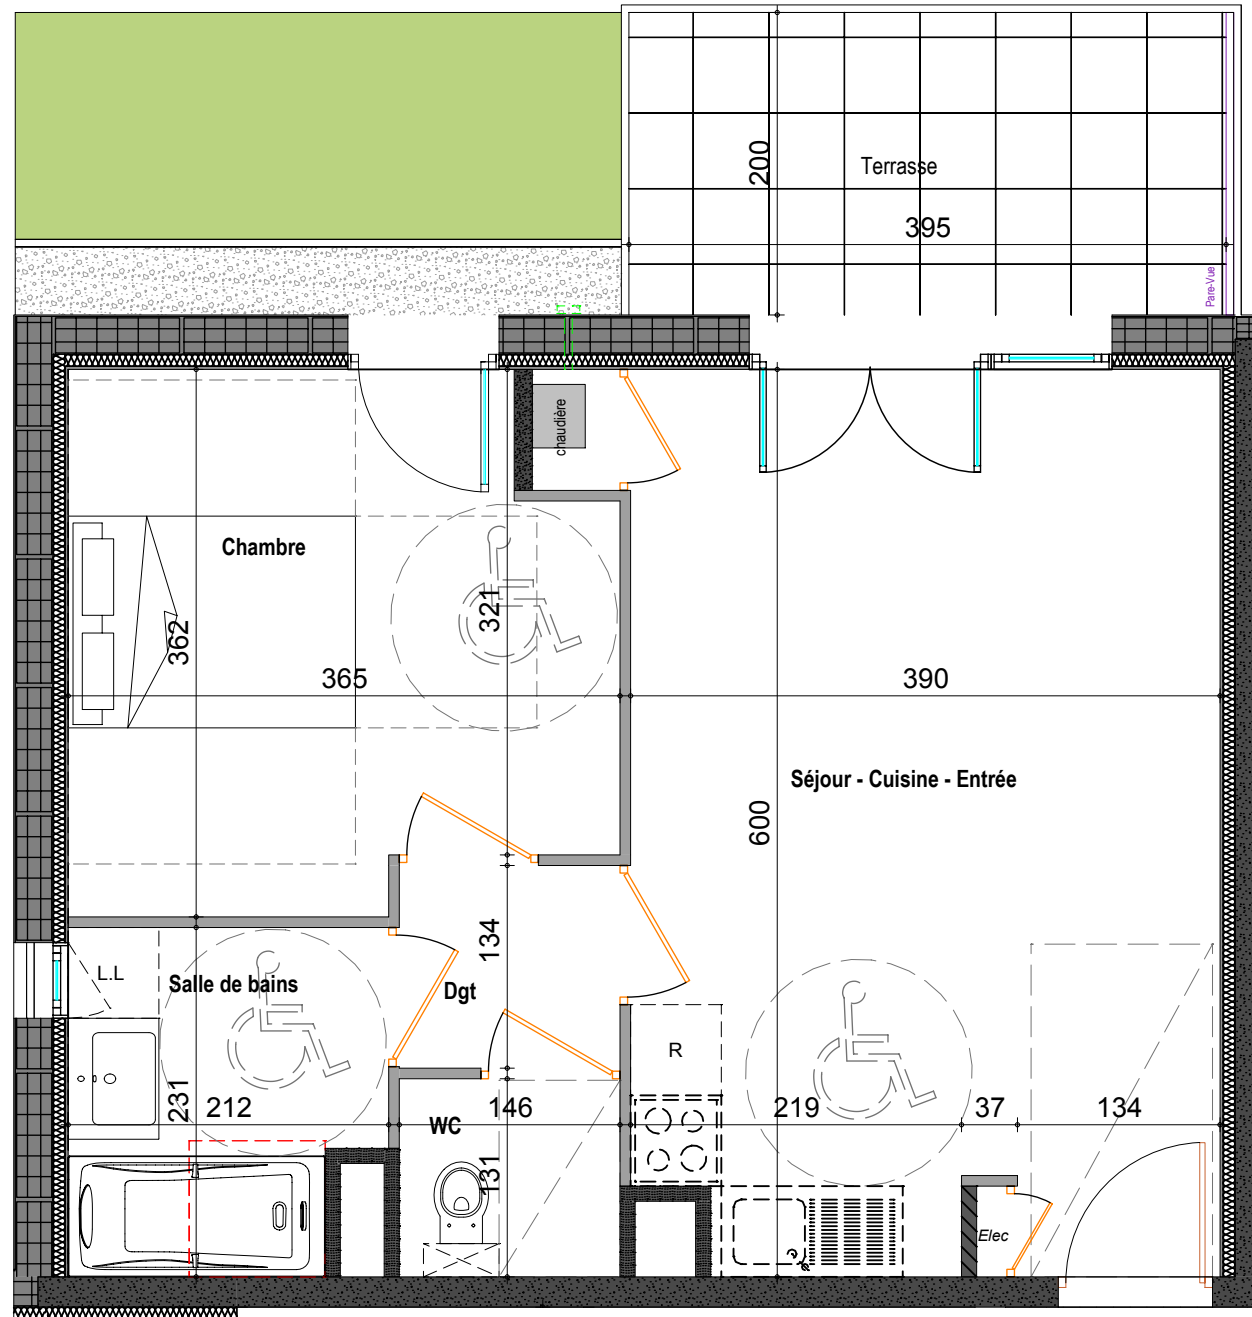 200
Terrasse
395
Pare-Vue
chaudière
Chambre
321
362
365
390
Séjour - Cuisine - Entrée
600
134
L.L
Salle de bains
Dgt
R
231
212
146
219
37
134
WC
131
Elec